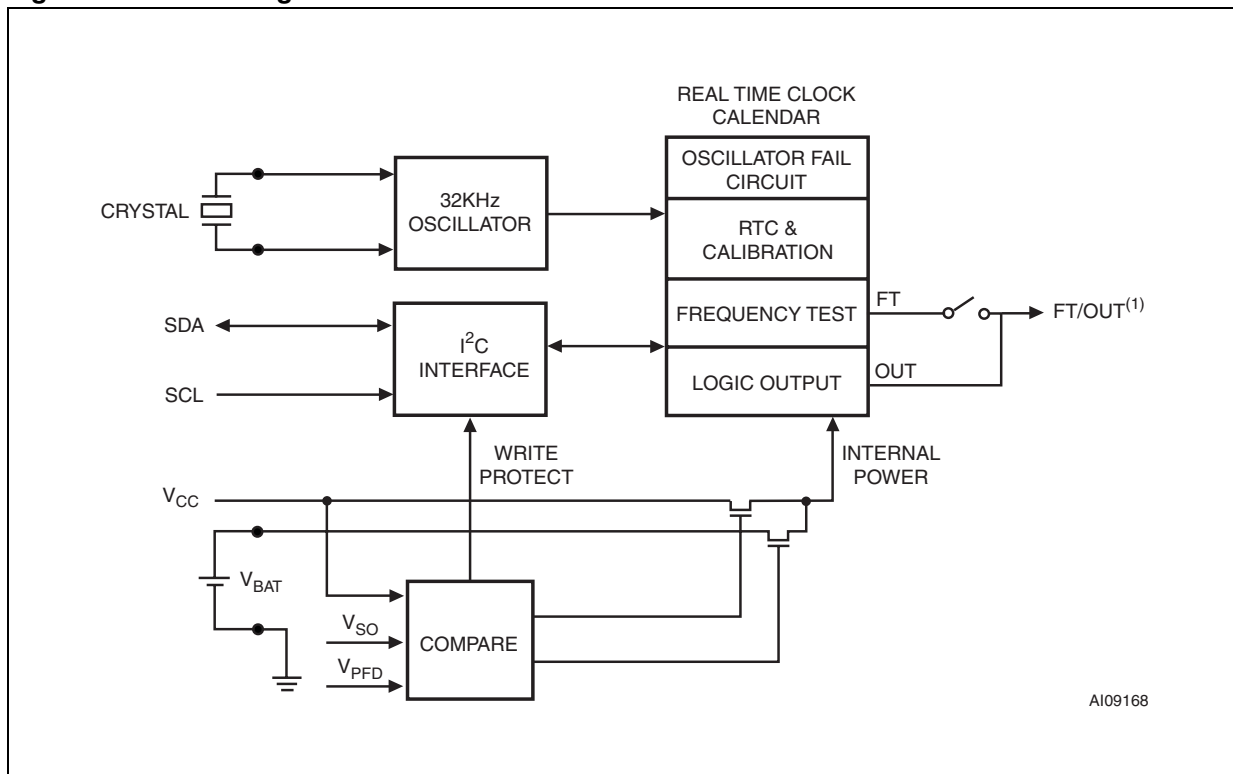 REAL TIME CLOCK
CALENDAR
OSCILLATOR FAIL
CIRCUIT
CRYSTAL
32KHz
OSCILLATOR
RTC &
CALIBRATION
FREQUENCY TEST
FT
FT/OUT(1)
SDA
I2C
INTERFACE
LOGIC OUTPUT
OUT
SCL
WRITE
PROTECT
INTERNAL
POWER
VCC
VBAT
VSO
COMPARE
VPFD
AI09168